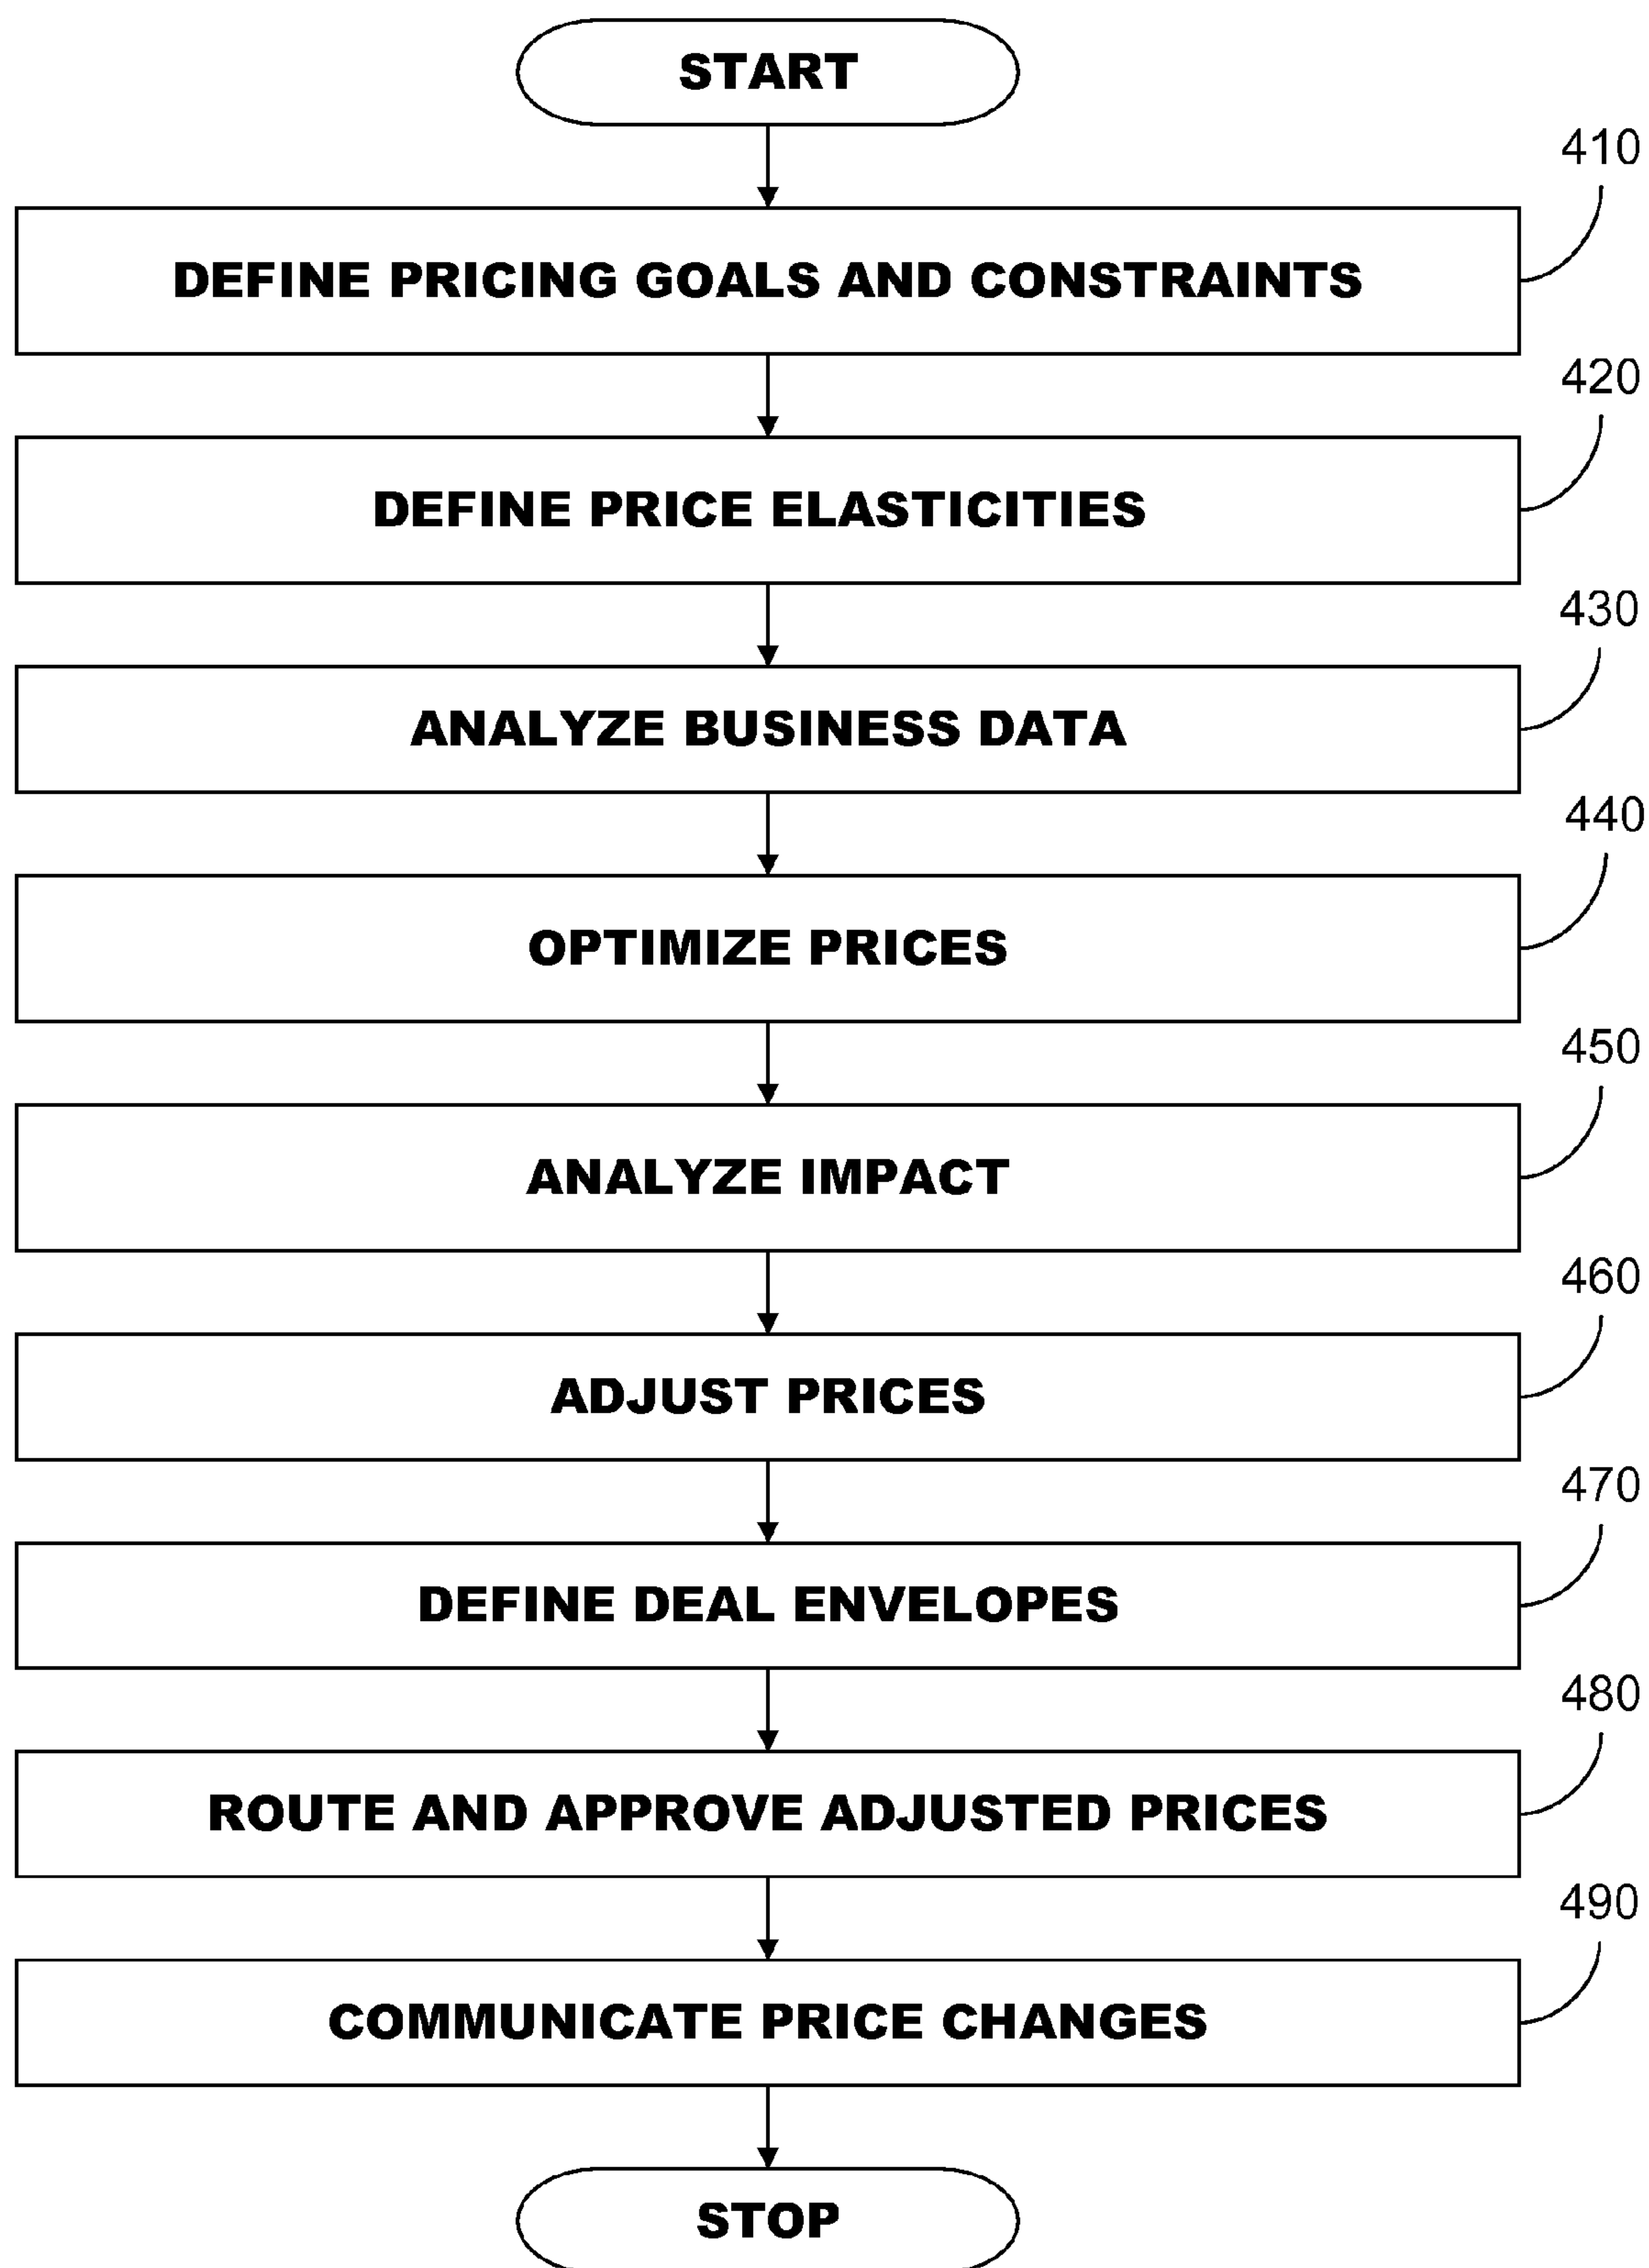 START
410
DEFINE PRICING GOALS AND CONSTRAINTS
420
DEFINE PRICE ELASTICITIES
430
ANALYZE BUSINESS DATA
440
OPTIMIZE PRICES
450
ANALYZE IMPACT
460
ADJUST PRICES
470
DEFINE DEAL ENVELOPES
480
ROUTE AND APPROVE ADJUSTED PRICES
490
COMMUNICATE PRICE CHANGES
STOP